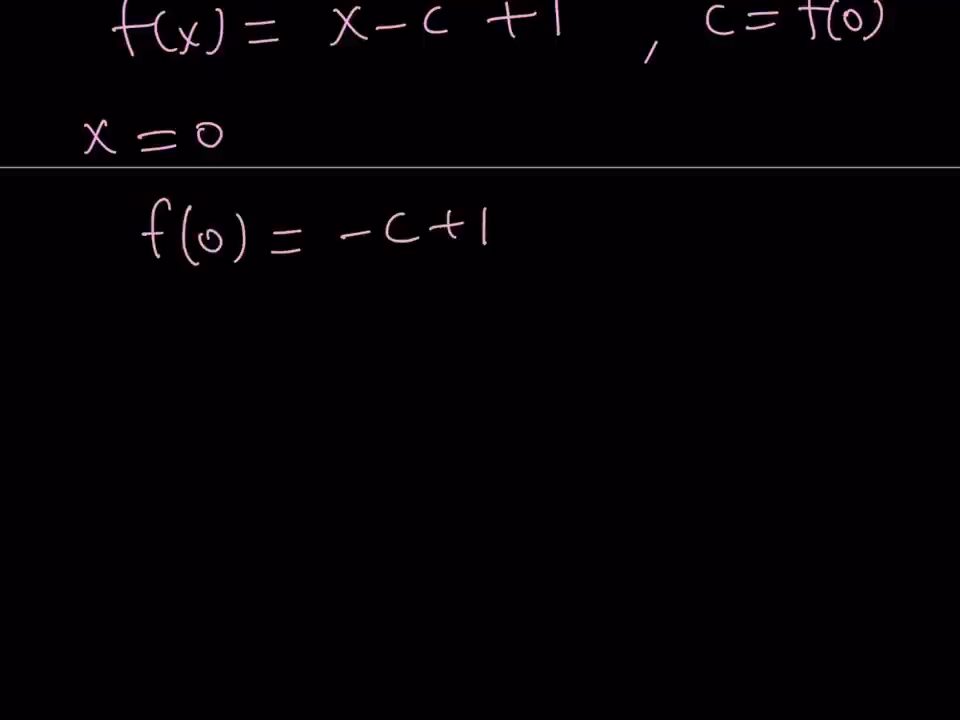 f(x) = x - c + 1 , c = f(0)
x = 0
f(0) = -c + 1